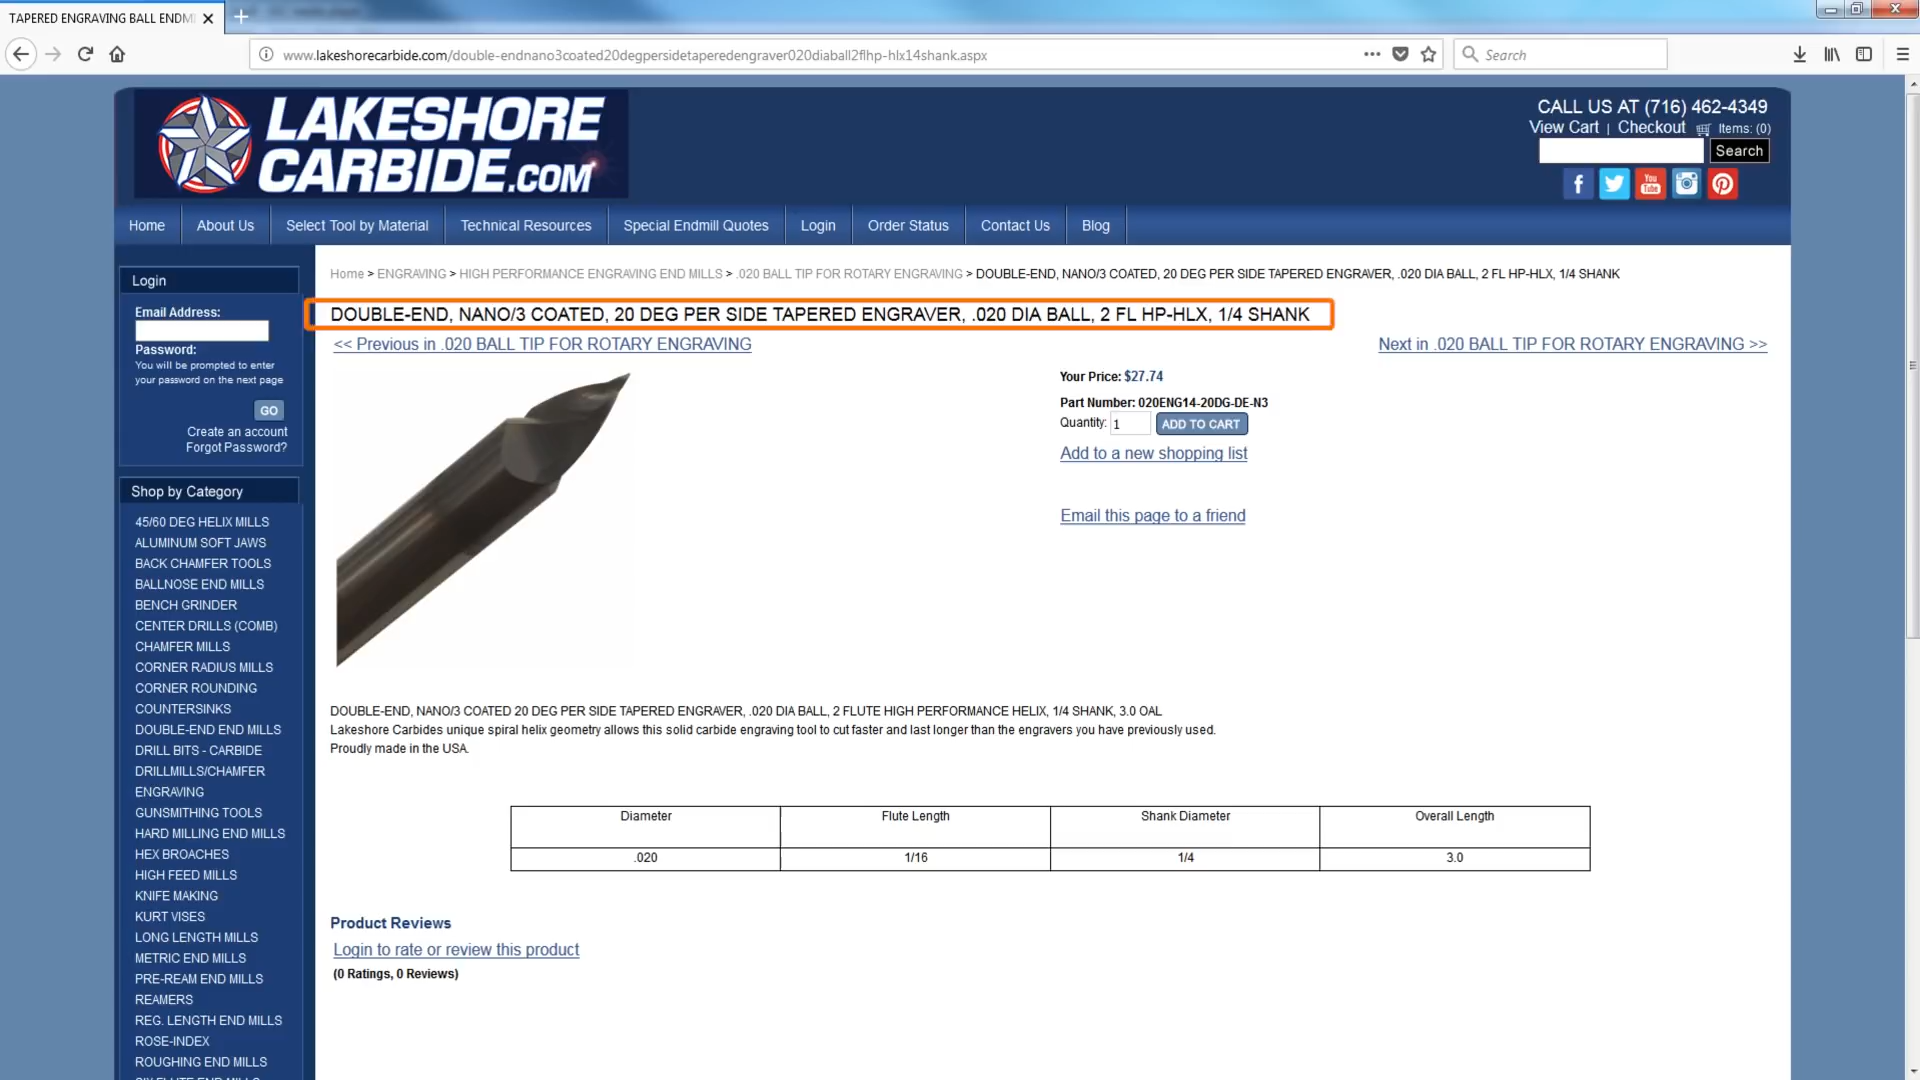 TAPERED ENGRAVING BALL ENDM
www.lakeshorecarbide.com/double-endnano3coated20degpersidetaperedengraver020diaball2flhp-hlx14shank.aspx
Search
LAKESHORE
CARBIDE.COM
CALL US AT (716) 462-4349
View Cart | Checkout Items: (0)
Search
f You Tube
Home About Us Select Tool by Material Technical Resources Special Endmill Quotes Login Order Status Contact Us Blog
Login
Email Address:
Password:
You will be prompted to enter
your password on the next page
GO
Create an account
Forgot Password?
Shop by Category
45/60 DEG HELIX MILLS
ALUMINUM SOFT JAWS
BACK CHAMFER TOOLS
BALLNOSE END MILLS
BENCH GRINDER
CENTER DRILLS (COMB)
CHAMFER MILLS
CORNER RADIUS MILLS
CORNER ROUNDING
COUNTERSINKS
DOUBLE-END END MILLS
DRILL BITS - CARBIDE
DRILLMILLS/CHAMFER
ENGRAVING
GUNSMITHING TOOLS
HARD MILLING END MILLS
HEX BROACHES
HIGH FEED MILLS
KNIFE MAKING
KURT VISES
LONG LENGTH MILLS
METRIC END MILLS
PRE-REAM END MILLS
REAMERS
REG. LENGTH END MILLS
ROSE-INDEX
ROUGHING END MILLS
Home > ENGRAVING > HIGH PERFORMANCE ENGRAVING END MILLS > .020 BALL TIP FOR ROTARY ENGRAVING > DOUBLE-END, NANO/3 COATED, 20 DEG PER SIDE TAPERED ENGRAVER, .020 DIA BALL, 2 FL HP-HLX, 1/4 SHANK
DOUBLE-END, NANO/3 COATED, 20 DEG PER SIDE TAPERED ENGRAVER, .020 DIA BALL, 2 FL HP-HLX, 1/4 SHANK
<< Previous in .020 BALL TIP FOR ROTARY ENGRAVING
Next in .020 BALL TIP FOR ROTARY ENGRAVING >>
Your Price: $27.74
Part Number: 020ENG14-20DG-DE-N3
Quantity: 1 ADD TO CART
Add to a new shopping list
Email this page to a friend
DOUBLE-END, NANO/3 COATED 20 DEG PER SIDE TAPERED ENGRAVER, .020 DIA BALL, 2 FLUTE HIGH PERFORMANCE HELIX, 1/4 SHANK, 3.0 OAL
Lakeshore Carbides unique spiral helix geometry allows this solid carbide engraving tool to cut faster and last longer than the engravers you have previously used.
Proudly made in the USA.
Diameter Flute Length Shank Diameter Overall Length
.020 1/16 1/4 3.0
Product Reviews
Login to rate or review this product
(0 Ratings, 0 Reviews)